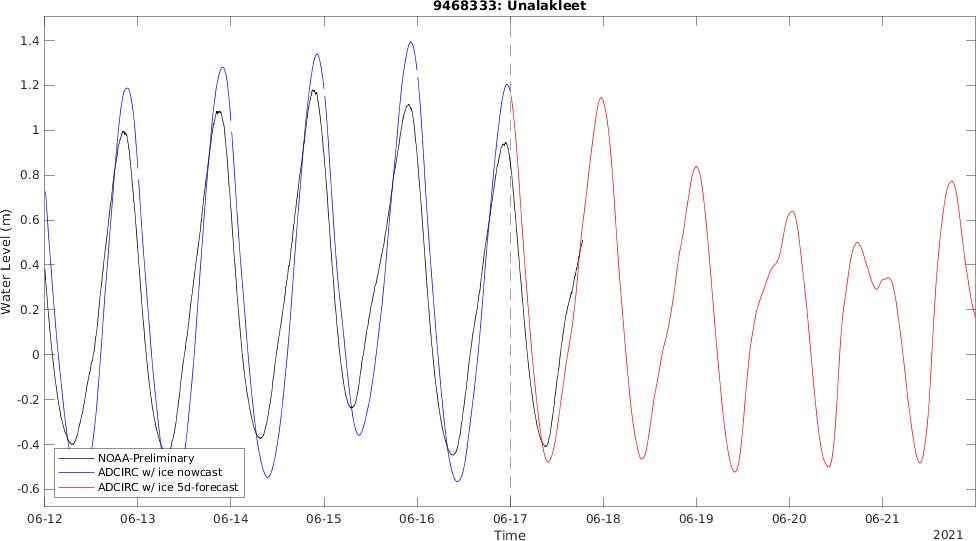 9468333: Unalakleet
Water Level (m)
1.4
1.2
1
0.8
0.6
0.4
0.2
0
-0.2
-0.4
-0.6
NOAA-Preliminary
ADCIRC w/ ice nowcast
ADCIRC w/ ice 5d-forecast
06-12 06-13 06-14 06-15 06-16 06-17 06-18 06-19 06-20 06-21
Time
2021